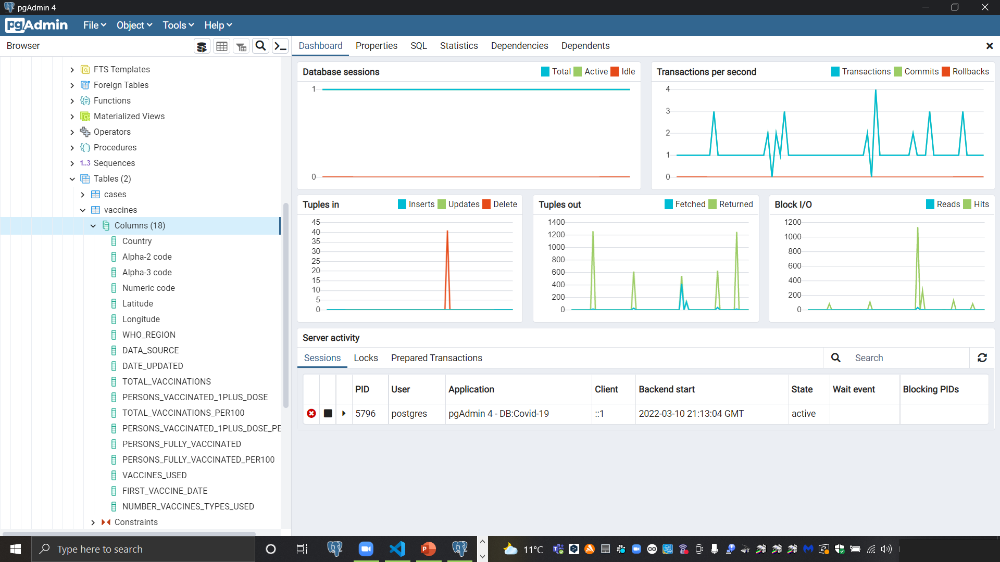 pgAdmin 4
pgAdmin File Object Tools Help
Browser
Dashboard Properties SQL Statistics Dependencies Dependents
FTS Templates
Foreign Tables
Functions
Materialized Views
Operators
Procedures
1..3 Sequences
Tables (2)
cases
vaccines
Columns (18)
Country
Alpha-2 code
Alpha-3 code
Numeric code
Latitude
Longitude
WHO_REGION
DATA_SOURCE
DATE_UPDATED
TOTAL_VACCINATIONS
PERSONS_VACCINATED_1PLUS_DOSE
TOTAL_VACCINATIONS_PER100
PERSONS_VACCINATED_1PLUS_DOSE_PE
PERSONS_FULLY_VACCINATED
PERSONS_FULLY_VACCINATED_PER100
VACCINES_USED
FIRST_VACCINE_DATE
NUMBER_VACCINES_TYPES_USED
Constraints
Database sessions Total Active Idle
1
0
Transactions per second Transactions Commits Rollbacks
4
3
2
1
0
Tuples in Inserts Updates Delete
45
40
35
30
25
20
15
10
5
0
Tuples out Fetched Returned
1400
1200
1000
800
600
400
200
0
Block I/O Reads Hits
1200
1000
800
600
400
200
0
Server activity
Sessions Locks Prepared Transactions Search
PID User Application Client Backend start State Wait event Blocking PIDs
5796 postgres pgAdmin 4 - DB:Covid-19 ::1 2022-03-10 21:13:04 GMT active
Type here to search 11°C